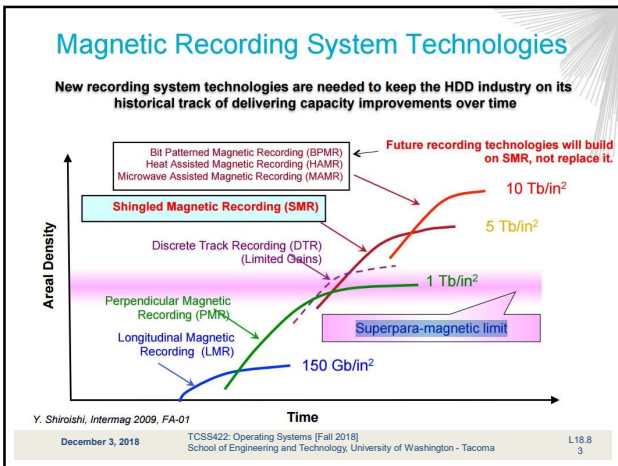 Magnetic Recording System Technologies
New recording system technologies are needed to keep the HDD industry on its
historical track of delivering capacity improvements over time
Bit Patterned Magnetic Recording (BPMR)
Heat Assisted Magnetic Recording (HAMR)
Microwave Assisted Magnetic Recording (MAMR)
Future recording technologies will build
on SMR, not replace it.
10 Tb/in²
Shingled Magnetic Recording (SMR)
5 Tb/in²
Discrete Track Recording (DTR)
(Limited Gains)
Areal Density
1 Tb/in²
Perpendicular Magnetic
Recording (PMR)
Superpara-magnetic limit
Longitudinal Magnetic
Recording (LMR)
150 Gb/in²
Y. Shiroishi, Intermag 2009, FA-01
Time
December 3, 2018
TCSS422: Operating Systems [Fall 2018]
School of Engineering and Technology, University of Washington - Tacoma
L18.8
3